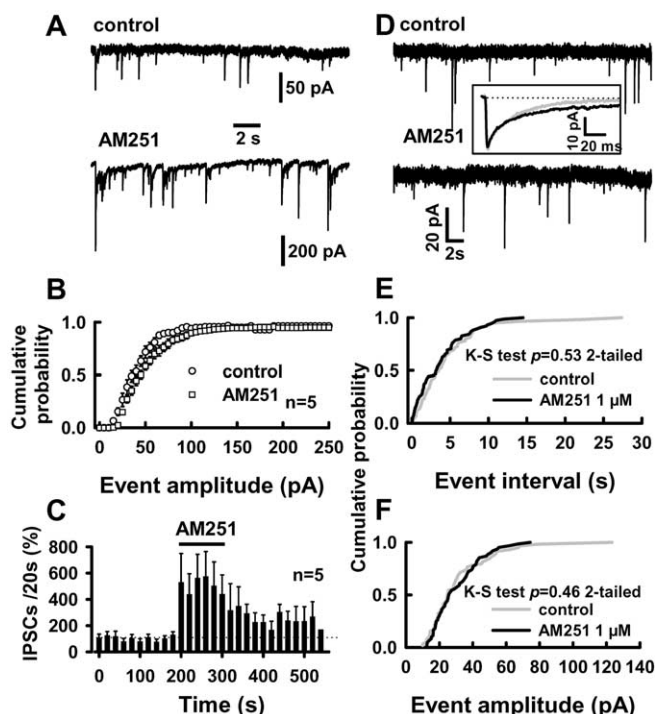 A
control
50 pA
2 s
AM251
200 pA
D
control
AM251
10 pA
20 ms
20 pA
2s
B
Cumulative probability
1.0
0.5
0.0
control
AM251
n=5
0 50 100 150 200 250
Event amplitude (pA)
C
IPSCs /20s (%)
800
600
400
200
0
AM251
n=5
0 100 200 300 400 500
Time (s)
Cumulative probability
E
1.0
0.5
0.0
K-S test p=0.53 2-tailed
control
AM251 1 µM
0 5 10 15 20 25 30
Event interval (s)
F
1.0
0.5
0.0
K-S test p=0.46 2-tailed
control
AM251 1 µM
0 20 40 60 80 100 120 140
Event amplitude (pA)